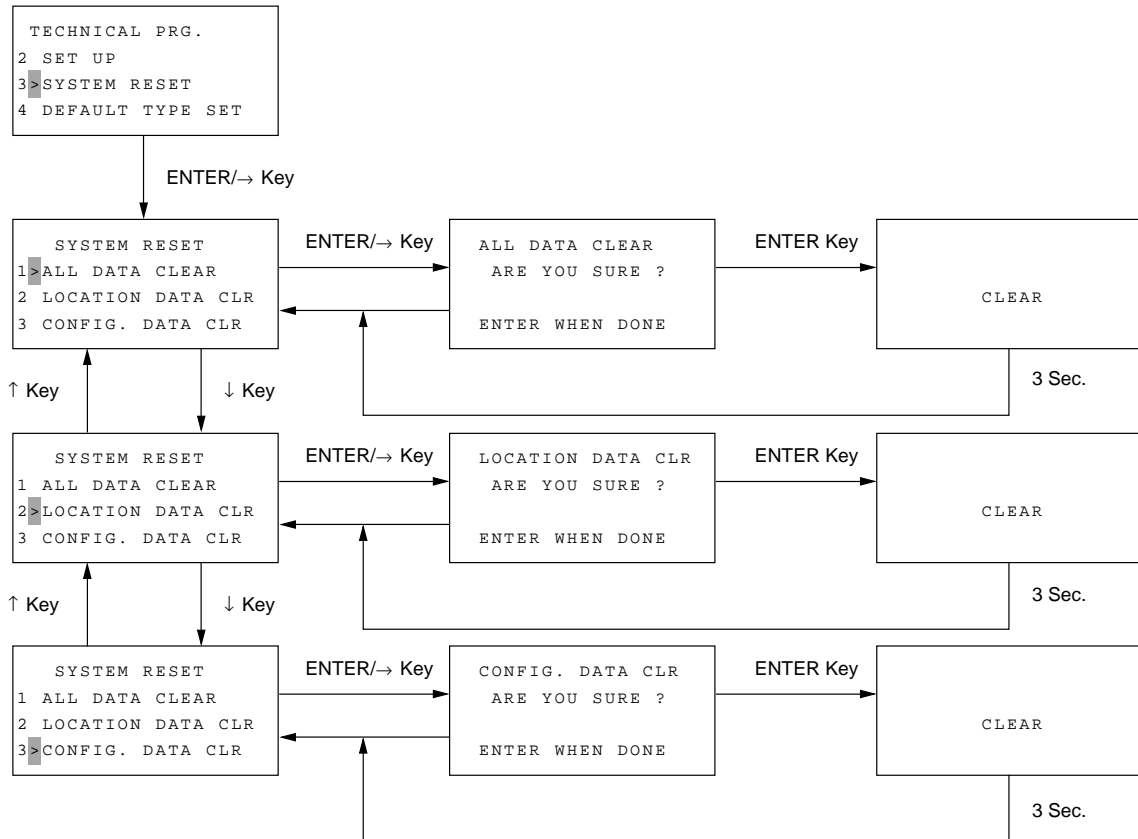 TECHNICAL PRG.
2 SET UP
3>SYSTEM RESET
4 DEFAULT TYPE SET
ENTER/→ Key
SYSTEM RESET
1>ALL DATA CLEAR
2 LOCATION DATA CLR
3 CONFIG. DATA CLR
ENTER/→ Key
ALL DATA CLEAR
ARE YOU SURE ?
ENTER WHEN DONE
ENTER Key
CLEAR
3 Sec.
↑ Key
↓ Key
SYSTEM RESET
1 ALL DATA CLEAR
2>LOCATION DATA CLR
3 CONFIG. DATA CLR
ENTER/→ Key
LOCATION DATA CLR
ARE YOU SURE ?
ENTER WHEN DONE
ENTER Key
CLEAR
3 Sec.
↑ Key
↓ Key
SYSTEM RESET
1 ALL DATA CLEAR
2 LOCATION DATA CLR
3>CONFIG. DATA CLR
ENTER/→ Key
CONFIG. DATA CLR
ARE YOU SURE ?
ENTER WHEN DONE
ENTER Key
CLEAR
3 Sec.